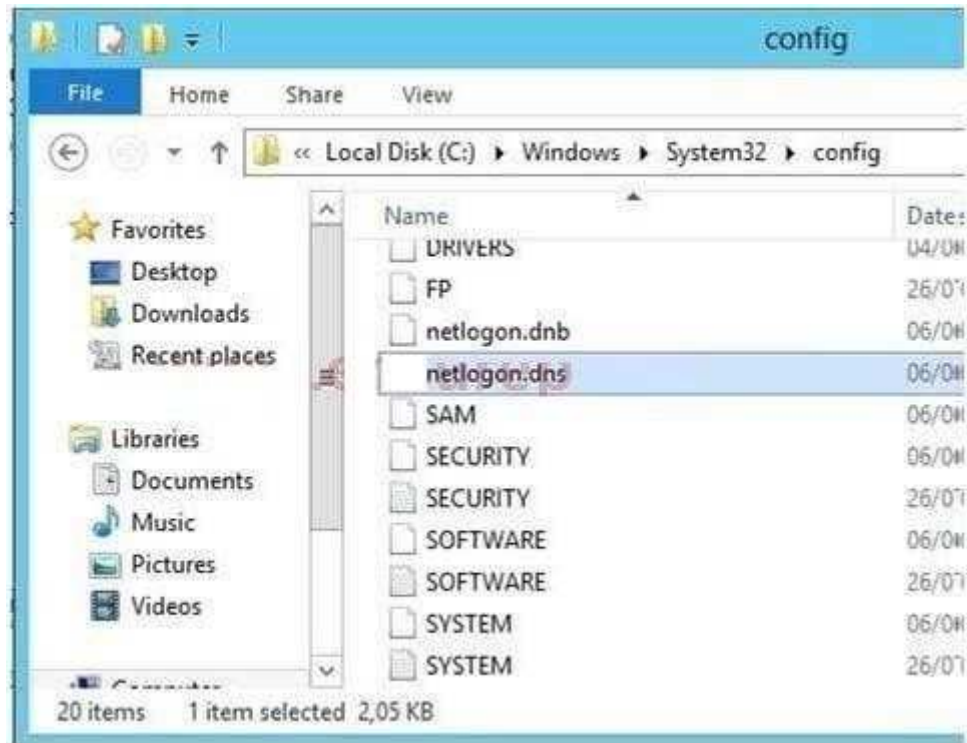 config
File Home Share View
« Local Disk (C:) ▸ Windows ▸ System32 ▸ config
Favorites
Desktop
Downloads
Recent places
Libraries
Documents
Music
Pictures
Videos
Name
DRIVERS
FP
netlogon.dnb
netlogon.dns
SAM
SECURITY
SECURITY
SOFTWARE
SOFTWARE
SYSTEM
SYSTEM
20 items 1 item selected 2,05 KB